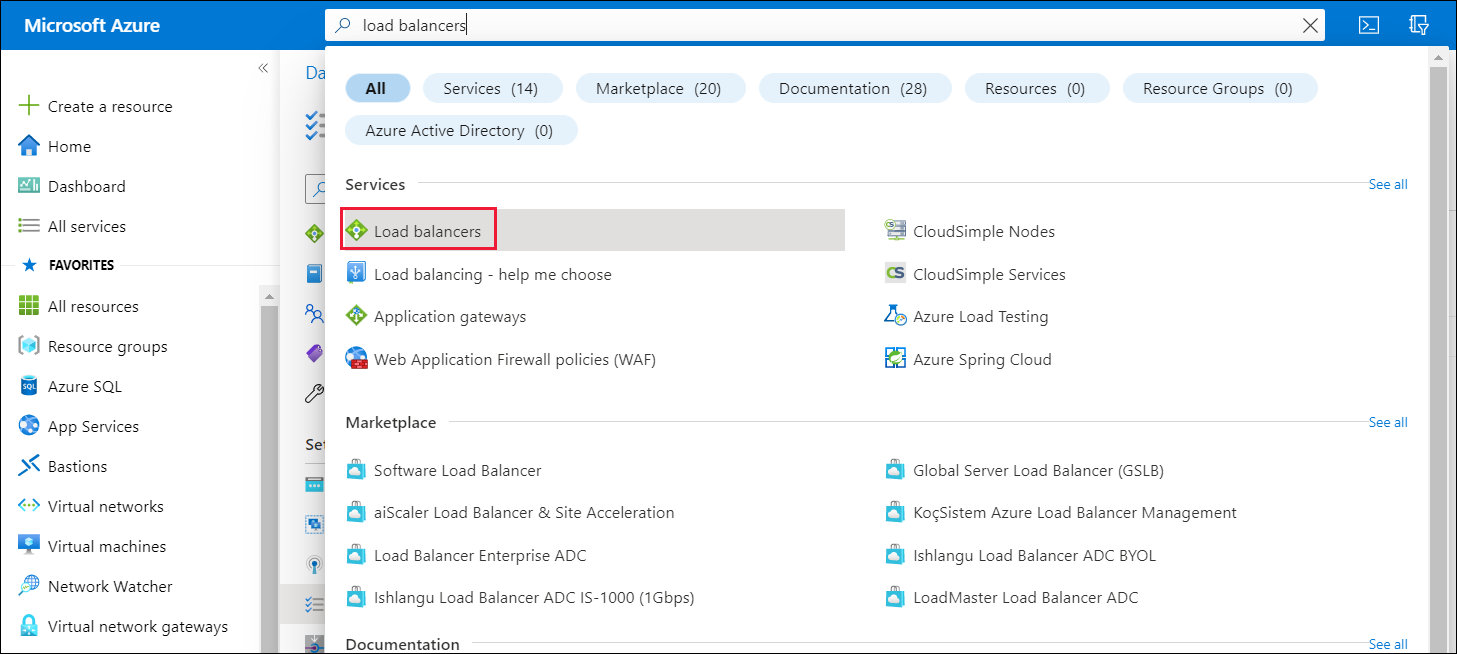 Microsoft Azure
load balancers
Create a resource
Home
Dashboard
All services
FAVORITES
All resources
Resource groups
Azure SQL
App Services
Bastions
Virtual networks
Virtual machines
Network Watcher
Virtual network gateways
Da
Set
All
Services (14)
Marketplace (20)
Documentation (28)
Resources (0)
Resource Groups (0)
Azure Active Directory (0)
Services
See all
Load balancers
Load balancing - help me choose
Application gateways
Web Application Firewall policies (WAF)
CloudSimple Nodes
CloudSimple Services
Azure Load Testing
Azure Spring Cloud
Marketplace
See all
Software Load Balancer
aiScaler Load Balancer & Site Acceleration
Load Balancer Enterprise ADC
Ishlangu Load Balancer ADC IS-1000 (1Gbps)
Global Server Load Balancer (GSLB)
KoçSistem Azure Load Balancer Management
Ishlangu Load Balancer ADC BYOL
LoadMaster Load Balancer ADC
Documentation
See all